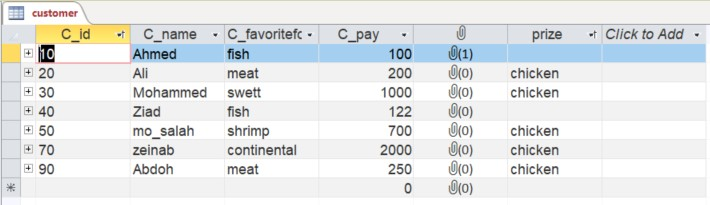 customer
C_id C_name C_favoritefc C_pay prize Click to Add
10 Ahmed fish 100 (1)
20 Ali meat 200 (0) chicken
30 Mohammed swett 1000 (0) chicken
40 Ziad fish 122 (0)
50 mo_salah shrimp 700 (0) chicken
70 zeinab continental 2000 (0) chicken
90 Abdoh meat 250 (0) chicken
0 (0)